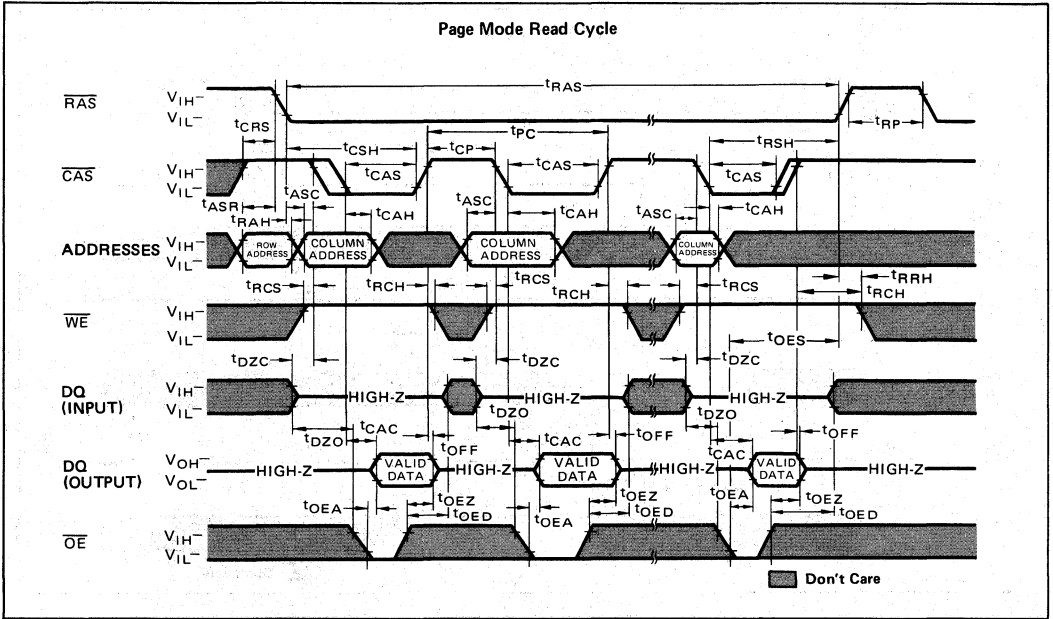 Page Mode Read Cycle
RAS
VIH
VIL
tRAS
tCRS
tRP
tCSH
tCP
tPC
tRSH
CAS
VIH
VIL
tCAS
tCAS
tCAS
tASR
tRAH
tASC
tCAH
tASC
tCAH
tASC
tCAH
ADDRESSES
VIH
VIL
ROW ADDRESS
COLUMN ADDRESS
COLUMN ADDRESS
COLUMN ADDRESS
tRCS
tRCH
tRCS
tRCH
tRCS
tRCH
tRRH
WE
VIH
VIL
tOES
tDZC
tDZC
tDZC
DQ (INPUT)
VIH
VIL
HIGH-Z
HIGH-Z
HIGH-Z
tDZO
tCAC
tOFF
tDZO
tCAC
tOFF
tDZO
tCAC
tOFF
DQ (OUTPUT)
VOH
VOL
HIGH-Z
VALID DATA
HIGH-Z
VALID DATA
HIGH-Z
VALID DATA
HIGH-Z
tOEA
tOEZ
tOED
tOEA
tOEZ
tOED
tOEA
tOEZ
tOED
OE
VIH
VIL
Don't Care